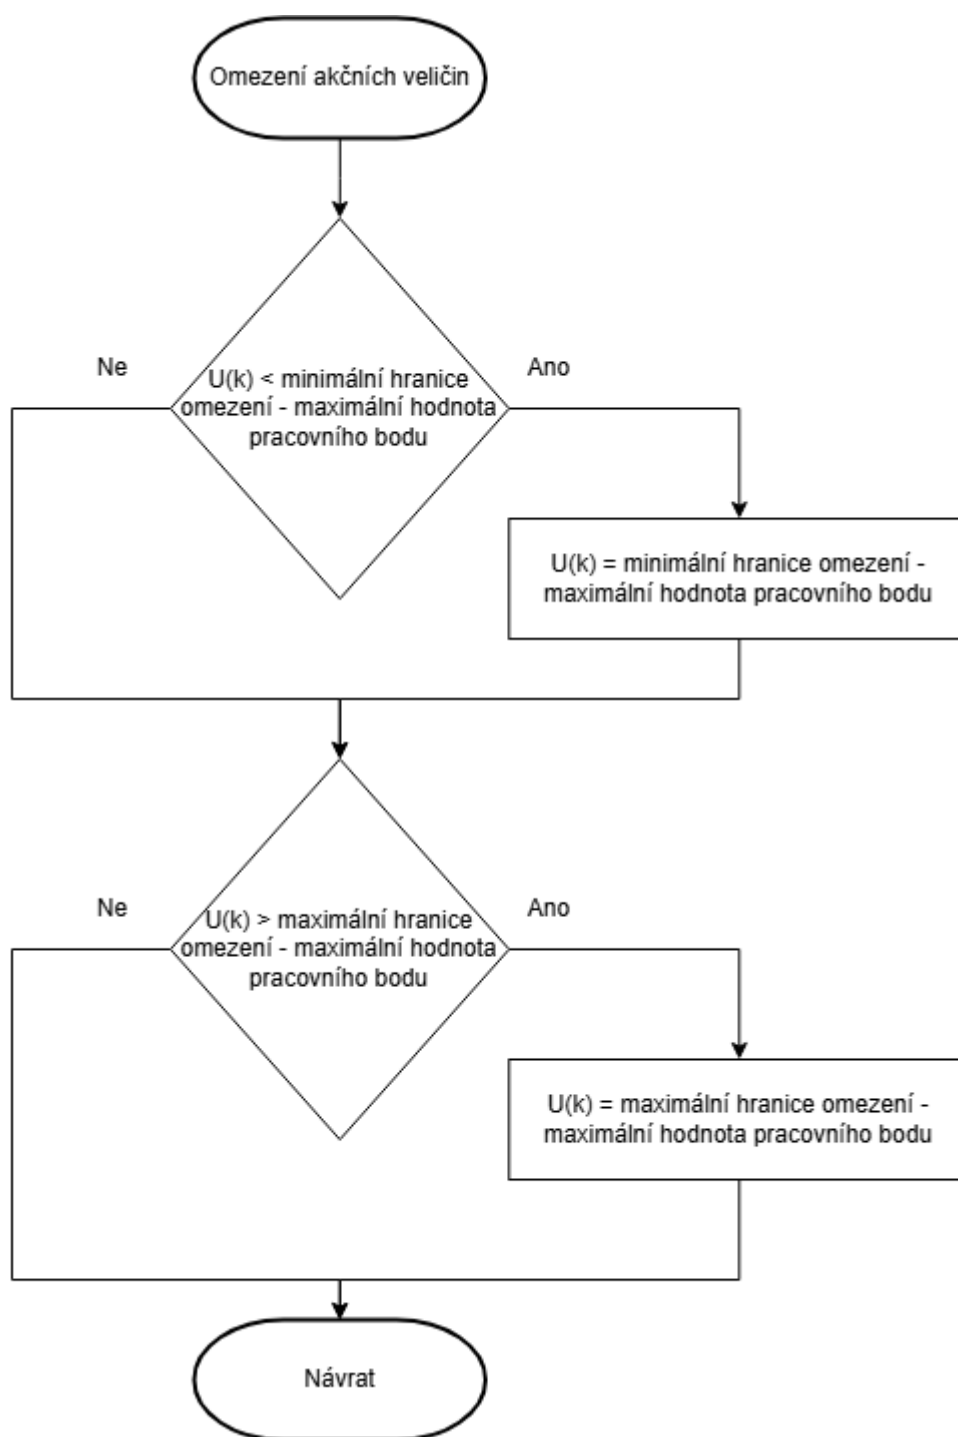 Omezení akčních veličin
Ne
Ano
U(k) < minimální hranice
omezení - maximální hodnota
pracovního bodu
U(k) = minimální hranice omezení -
maximální hodnota pracovního bodu
Ne
Ano
U(k) > maximální hranice
omezení - maximální hodnota
pracovního bodu
U(k) = maximální hranice omezení -
maximální hodnota pracovního bodu
Návrat